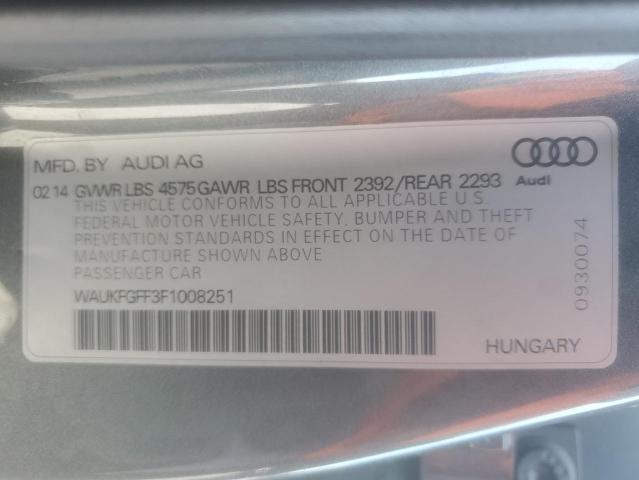 MFD. BY AUDI AG
02 14 GVWR LBS 4575 GAWR LBS FRONT 2392/REAR 2293
Audi
THIS VEHICLE CONFORMS TO ALL APPLICABLE U.S.
FEDERAL MOTOR VEHICLE SAFETY, BUMPER AND THEFT
PREVENTION STANDARDS IN EFFECT ON THE DATE OF
MANUFACTURE SHOWN ABOVE
PASSENGER CAR
WAUKFGFF3F1008251
HUNGARY
0930074